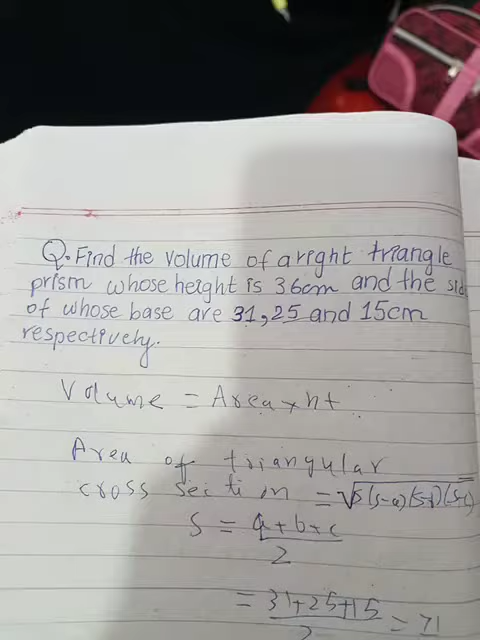 Q. Find the volume of a right triangle
prism whose height is 36cm and the
of whose base are 31,25 and 15cm
respectively.
Volume = Area x ht
Area of triangular
cross section = √s(s-a)(s-b)(s-c)
S = a+b+c
2
= 31+25+15 = 71
2